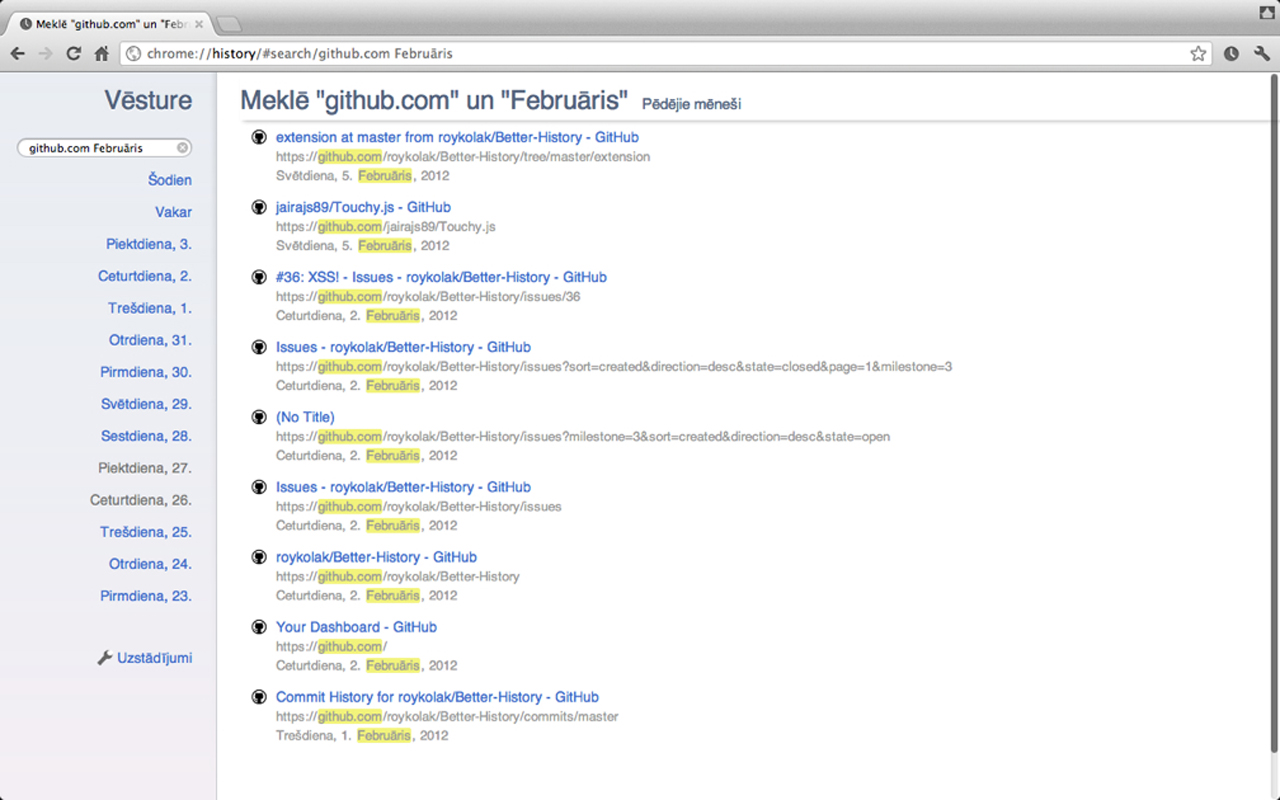 Meklē "github.com" un "Febr
chrome://history/#search/github.com Februāris
Vēsture
github.com Februāris
Šodien
Vakar
Piektdiena, 3.
Ceturtdiena, 2.
Trešdiena, 1.
Otrdiena, 31.
Pirmdiena, 30.
Svētdiena, 29.
Sestdiena, 28.
Piektdiena, 27.
Ceturtdiena, 26.
Trešdiena, 25.
Otrdiena, 24.
Pirmdiena, 23.
Uzstādījumi
Meklē "github.com" un "Februāris" Pēdējie mēneši
extension at master from roykolak/Better-History - GitHub
https://github.com/roykolak/Better-History/tree/master/extension
Svētdiena, 5. Februāris, 2012
jairajs89/Touchy.js - GitHub
https://github.com/jairajs89/Touchy.js
Svētdiena, 5. Februāris, 2012
#36: XSS! - Issues - roykolak/Better-History - GitHub
https://github.com/roykolak/Better-History/issues/36
Ceturtdiena, 2. Februāris, 2012
Issues - roykolak/Better-History - GitHub
https://github.com/roykolak/Better-History/issues?sort=created&direction=desc&state=closed&page=1&milestone=3
Ceturtdiena, 2. Februāris, 2012
(No Title)
https://github.com/roykolak/Better-History/issues?milestone=3&sort=created&direction=desc&state=open
Ceturtdiena, 2. Februāris, 2012
Issues - roykolak/Better-History - GitHub
https://github.com/roykolak/Better-History/issues
Ceturtdiena, 2. Februāris, 2012
roykolak/Better-History - GitHub
https://github.com/roykolak/Better-History
Ceturtdiena, 2. Februāris, 2012
Your Dashboard - GitHub
https://github.com/
Ceturtdiena, 2. Februāris, 2012
Commit History for roykolak/Better-History - GitHub
https://github.com/roykolak/Better-History/commits/master
Trešdiena, 1. Februāris, 2012